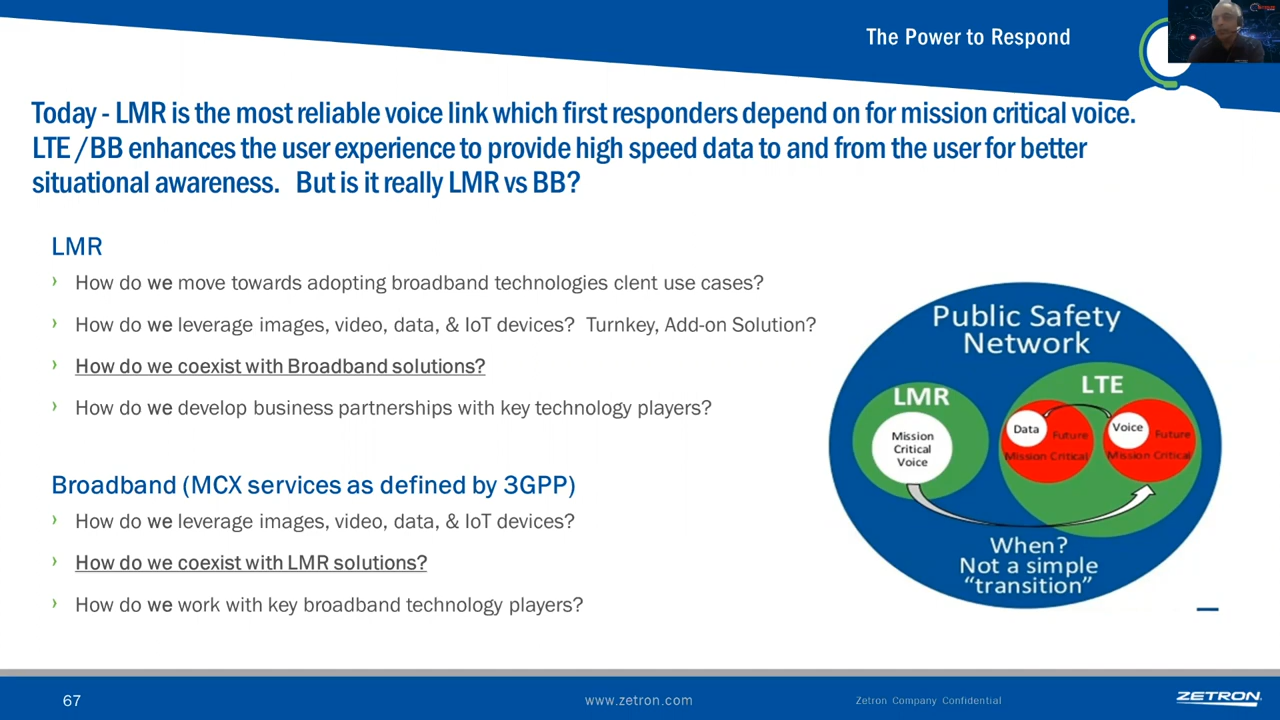 The Power to Respond
Today - LMR is the most reliable voice link which first responders depend on for mission critical voice.
LTE / BB enhances the user experience to provide high speed data to and from the user for better
situational awareness. But is it really LMR vs BB?
LMR
› How do we move towards adopting broadband technologies clent use cases?
› How do we leverage images, video, data, & IoT devices? Turnkey, Add-on Solution?
› How do we coexist with Broadband solutions?
› How do we develop business partnerships with key technology players?
Broadband (MCX services as defined by 3GPP)
› How do we leverage images, video, data, & IoT devices?
› How do we coexist with LMR solutions?
› How do we work with key broadband technology players?
Public Safety
Network
LMR
Mission
Critical
Voice
LTE
Data
Future
Mission Critical
Voice
Future
Mission Critical
When?
Not a simple
“transition”
67
www.zetron.com
Zetron Company Confidential
ZETRON